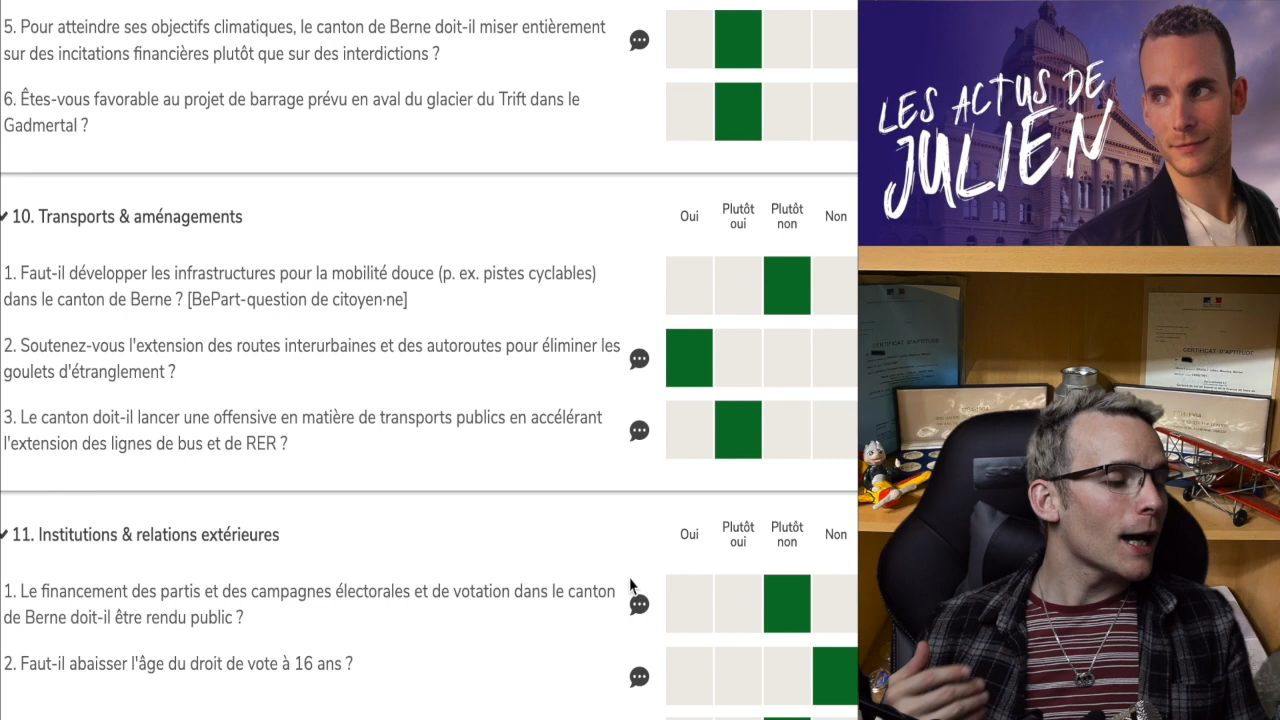 5. Pour atteindre ses objectifs climatiques, le canton de Berne doit-il miser entièrement
sur des incitations financières plutôt que sur des interdictions ?
6. Êtes-vous favorable au projet de barrage prévu en aval du glacier du Trift dans le
Gadmertal ?
10. Transports & aménagements
Oui
Plutôt
oui
Plutôt
non
Non
1. Faut-il développer les infrastructures pour la mobilité douce (p. ex. pistes cyclables)
dans le canton de Berne ? [BePart-question de citoyen·ne]
2. Soutenez-vous l'extension des routes interurbaines et des autoroutes pour éliminer les
goulets d'étranglement ?
3. Le canton doit-il lancer une offensive en matière de transports publics en accélérant
l'extension des lignes de bus et de RER ?
11. Institutions & relations extérieures
Oui
Plutôt
oui
Plutôt
non
Non
1. Le financement des partis et des campagnes électorales et de votation dans le canton
de Berne doit-il être rendu public ?
2. Faut-il abaisser l'âge du droit de vote à 16 ans ?
LES ACTUS DE
JULIEN
CERTIFICAT D'APTITUDE
CERTIFICAT D'APTITUDE